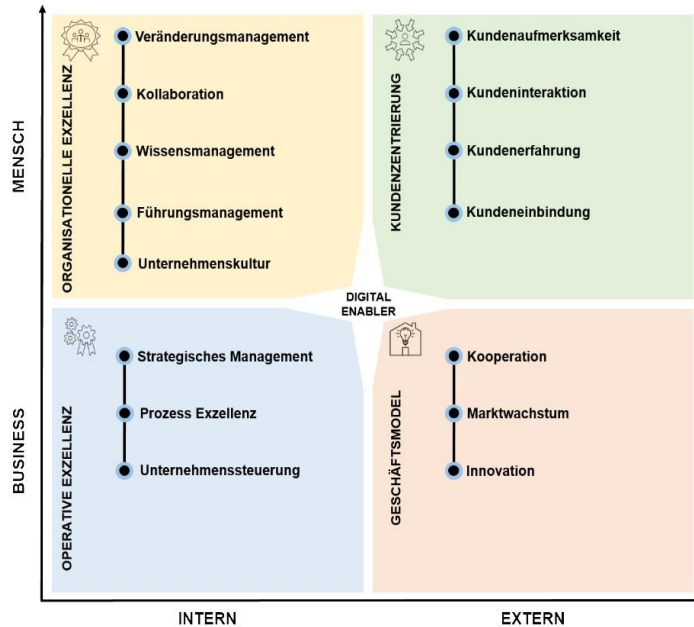 MENSCH
ORGANISATIONELLE EXZELLENZ
Veränderungsmanagement
Kollaboration
Wissensmanagement
Führungsmanagement
Unternehmenskultur
KUNDENZENTRIERUNG
Kundenaufmerksamkeit
Kundeninteraktion
Kundenerfahrung
Kundeneinbindung
DIGITAL
ENABLER
BUSINESS
OPERATIVE EXZELLENZ
Strategisches Management
Prozess Exzellenz
Unternehmenssteuerung
GESCHÄFTSMODEL
Kooperation
Marktwachstum
Innovation
INTERN
EXTERN